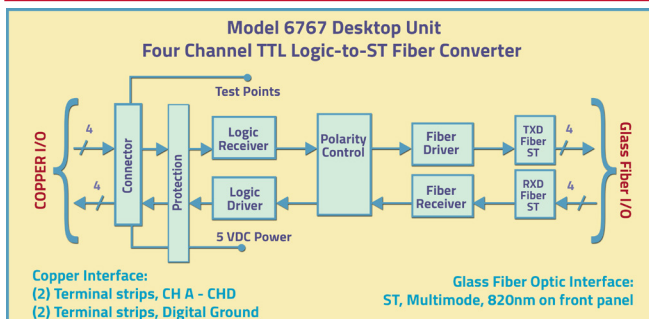 Model 6767 Desktop Unit
Four Channel TTL Logic-to-ST Fiber Converter
Test Points
COPPER I/O
4
4
Connector
Protection
Logic
Receiver
Logic
Driver
Polarity
Control
Fiber
Driver
Fiber
Receiver
TXD
Fiber
ST
RXD
Fiber
ST
4
4
Glass Fiber I/O
5 VDC Power
Copper Interface:
(2) Terminal strips, CH A - CHD
(2) Terminal strips, Digital Ground
Glass Fiber Optic Interface:
ST, Multimode, 820nm on front panel